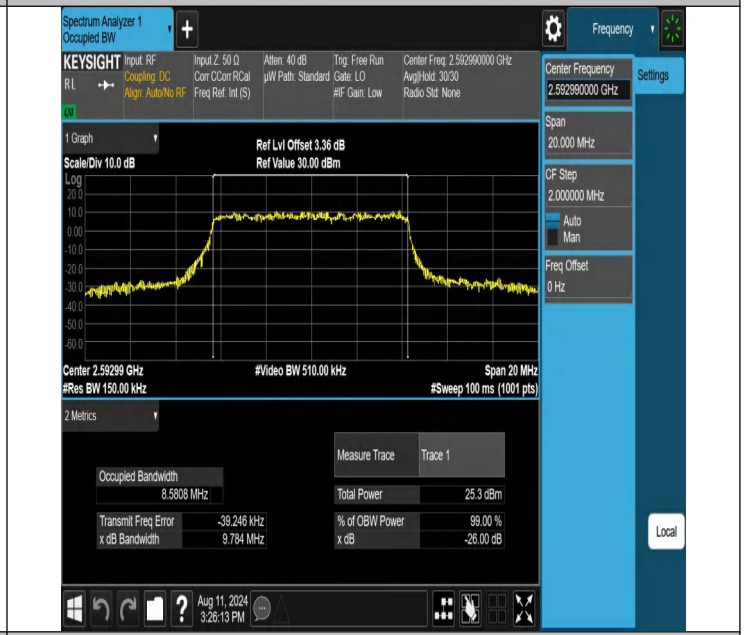 Spectrum Analyzer 1
Occupied BW
+
Frequency
KEYSIGHT
RL
LXI
Input: RF
Coupling: DC
Align: Auto/No RF
Input Z: 50 Ω
Corr CCorr RCal
Freq Ref: Int (S)
Atten: 40 dB
µW Path: Standard
Trig: Free Run
Gate: LO
#IF Gain: Low
Center Freq: 2.592990000 GHz
Avg|Hold: 30/30
Radio Std: None
Center Frequency
2.592990000 GHz
Settings
Span
20.000 MHz
CF Step
2.000000 MHz
Auto
Man
Freq Offset
0 Hz
1 Graph
Scale/Div 10.0 dB
Ref Lvl Offset 3.36 dB
Ref Value 30.00 dBm
Log
20.0
10.0
0.00
-10.0
-20.0
-30.0
-40.0
-50.0
-60.0
Center 2.59299 GHz
#Video BW 510.00 kHz
Span 20 MHz
#Res BW 150.00 kHz
#Sweep 100 ms (1001 pts)
2 Metrics
Measure Trace Trace 1
Occupied Bandwidth
8.5808 MHz
Total Power 25.3 dBm
Transmit Freq Error -39.246 kHz
% of OBW Power 99.00 %
x dB Bandwidth 9.784 MHz
x dB -26.00 dB
Local
?
Aug 11, 2024
3:26:13 PM